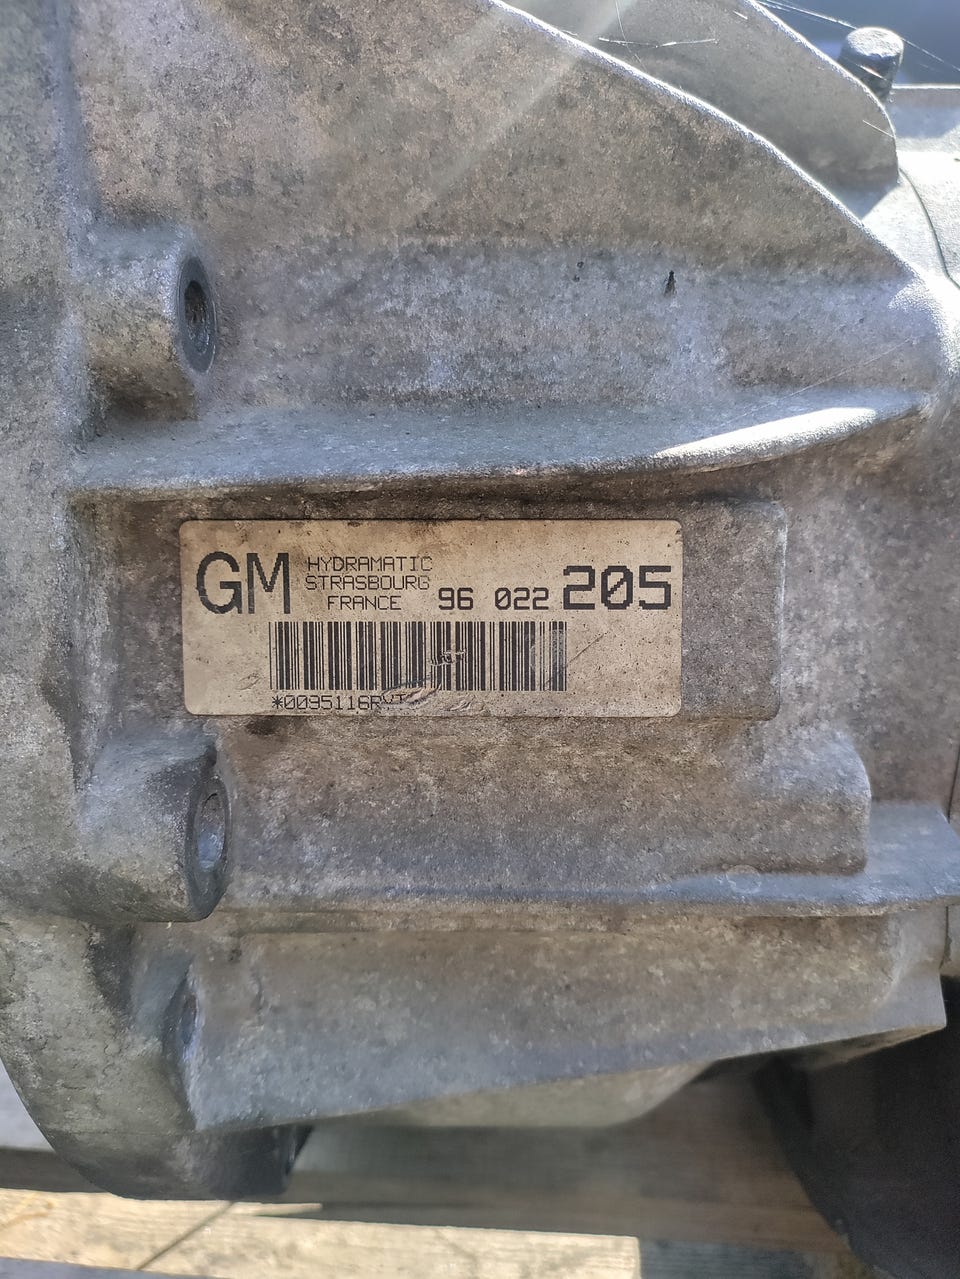 GM HYDRAMATIC
STRASBOURG
FRANCE 96 022 205